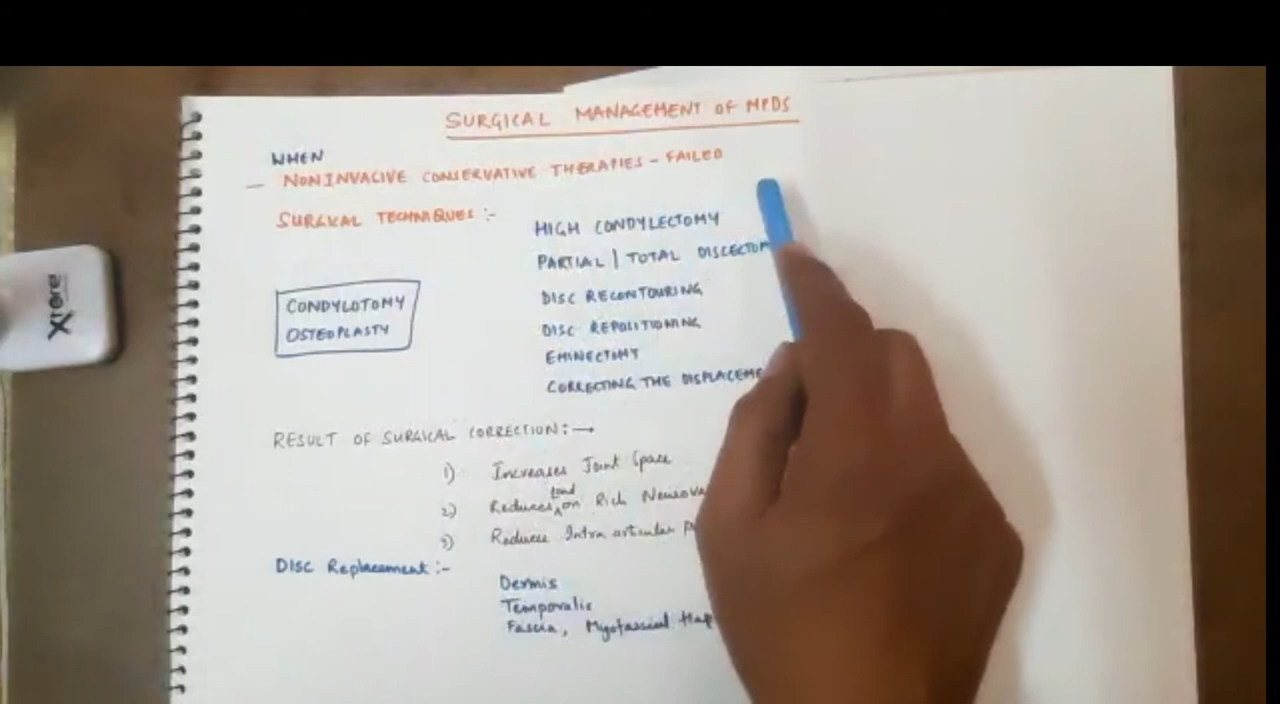 SURGICAL MANAGEMENT OF MPDS
WHEN
— NONINVACIVE CONSERVATIVE THERAPIES - FAILED
SURGICAL TECHNIQUES :-
HIGH CONDYLECTOMY
PARTIAL | TOTAL DISCECTOM
DISC RECONTOURING
DISC REPOSITIONING
EMINECTOMY
CORRECTING THE DISPLACEME
CONDYLOTOMY
OSTEOPLASTY
RESULT OF SURGICAL CORRECTION : →
1) Increases Joint Space
2) Reduces load on Rich Neurova
3) Reduces Intra articular P
Disc Replacement :-
Dermis
Temporalis
Fascia, Myofascial flap
Xtore